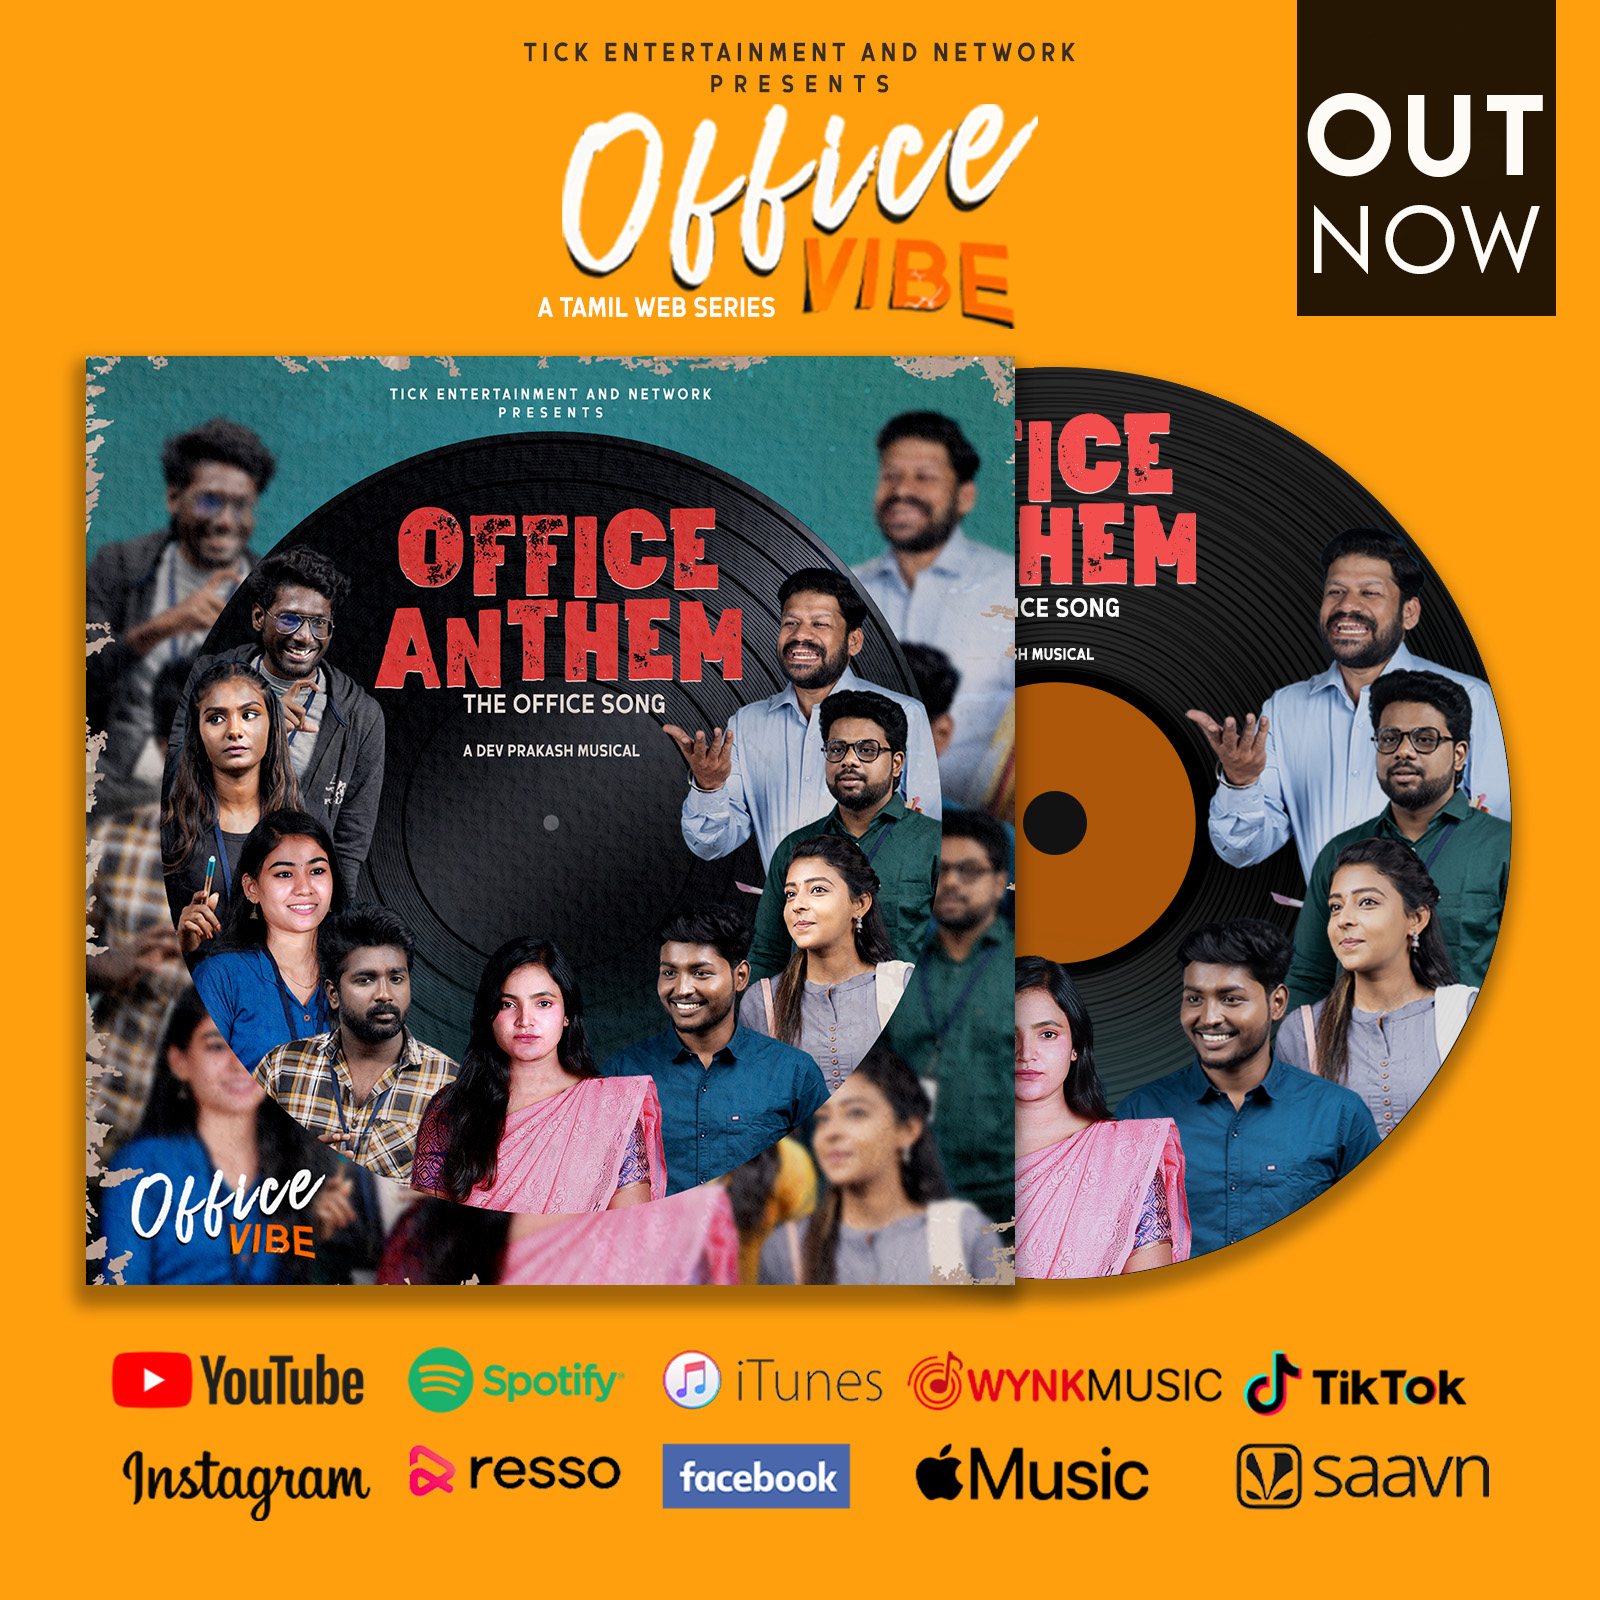 TICK ENTERTAINMENT AND NETWORK
PRESENTS
Office
VIBE
A TAMIL WEB SERIES
OUT
NOW
TICK ENTERTAINMENT AND NETWORK
PRESENTS
OFFICE
ANTHEM
THE OFFICE SONG
A DEV PRAKASH MUSICAL
Office
VIBE
ICE
HEM
ICE SONG
SH MUSICAL
YouTube
Spotify
iTunes
WYNKMUSIC
TikTok
Instagram
resso
facebook
Music
saavn